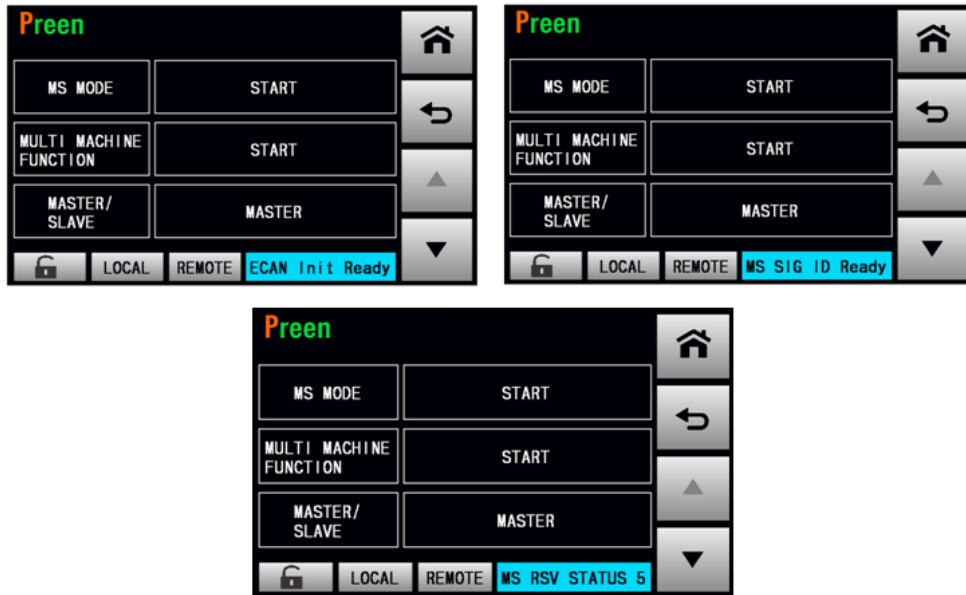 Preen
MS MODE START
MULTI MACHINE
FUNCTION START
MASTER/
SLAVE MASTER
LOCAL REMOTE ECAN Init Ready
Preen
MS MODE START
MULTI MACHINE
FUNCTION START
MASTER/
SLAVE MASTER
LOCAL REMOTE MS SIG ID Ready
Preen
MS MODE START
MULTI MACHINE
FUNCTION START
MASTER/
SLAVE MASTER
LOCAL REMOTE MS RSV STATUS 5